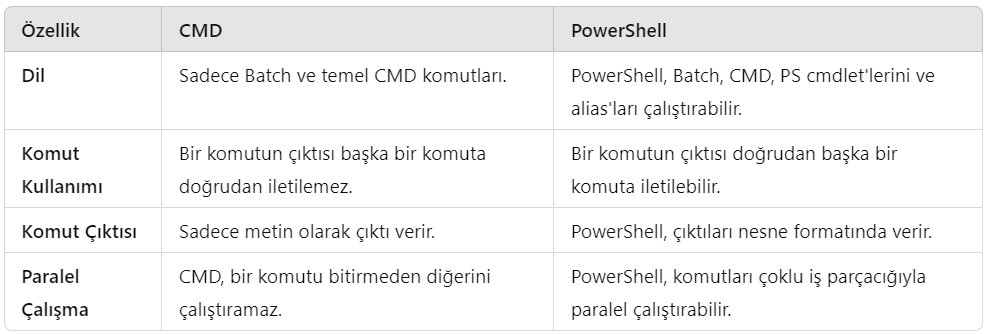 Özellik CMD PowerShell
Dil Sadece Batch ve temel CMD komutları. PowerShell, Batch, CMD, PS cmdlet'lerini ve
alias'ları çalıştırabilir.
Komut Bir komutun çıktısı başka bir komuta Bir komutun çıktısı doğrudan başka bir
Kullanımı doğrudan iletilemez. komuta iletilebilir.
Komut Çıktısı Sadece metin olarak çıktı verir. PowerShell, çıktıları nesne formatında verir.
Paralel CMD, bir komutu bitirmeden diğerini PowerShell, komutları çoklu iş parçacığıyla
Çalışma çalıştıramaz. paralel çalıştırabilir.